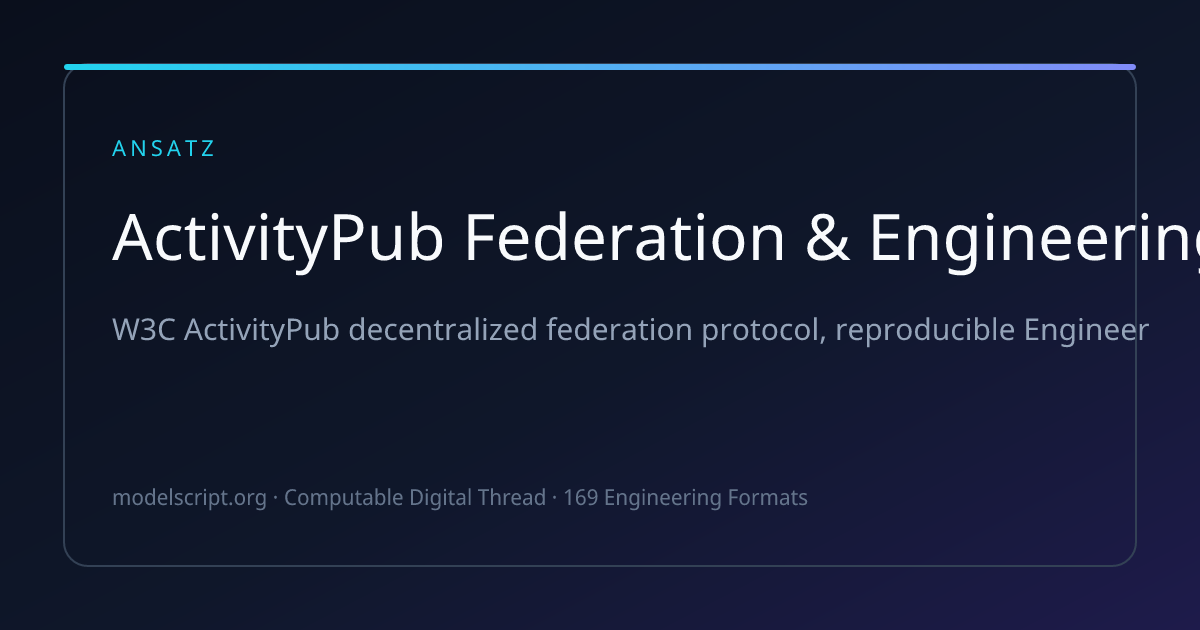 ANSATZ
ActivityPub Federation & Engineering
W3C ActivityPub decentralized federation protocol, reproducible Engineer
modelscript.org · Computable Digital Thread · 169 Engineering Formats